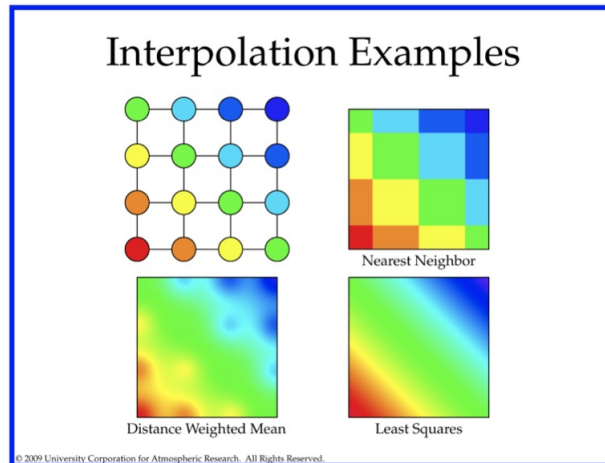 Interpolation Examples
Nearest Neighbor
Distance Weighted Mean
Least Squares
© 2009 University Corporation for Atmospheric Research. All Rights Reserved.